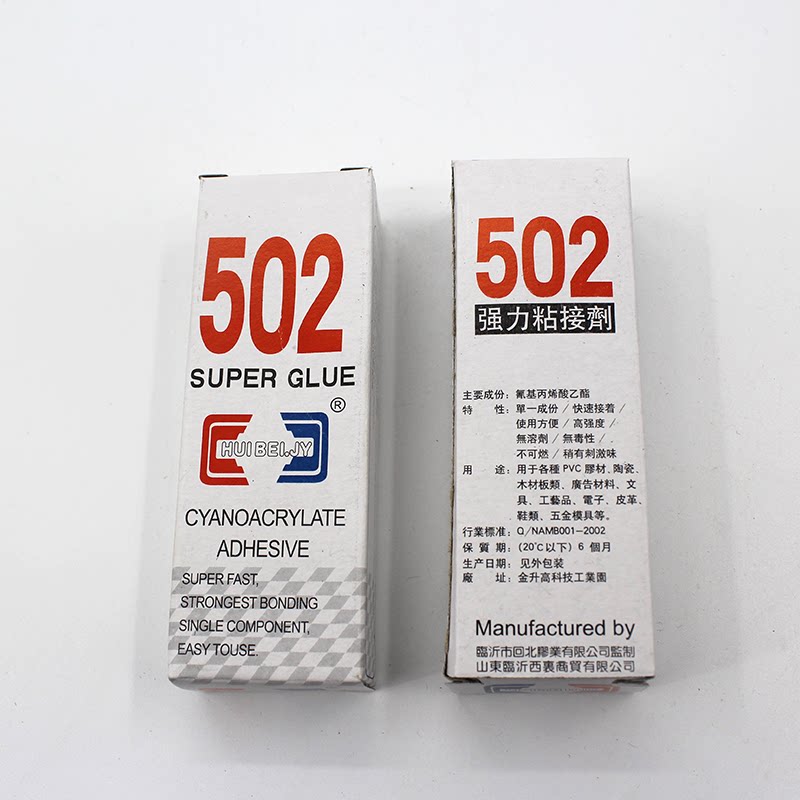 502
SUPER GLUE
®
HUIBEI.JY
CYANOACRYLATE
ADHESIVE
SUPER FAST,
STRONGEST BONDING
SINGLE COMPONENT,
EASY TOUSE.
502
强力粘接劑
主要成份：氰基丙烯酸乙酯
特 性：單一成份／快速接着／
使用方便／高强度／
無溶劑／無毒性／.
不可燃／稍有刺激味
用 途：用于各種PVC膠材、陶瓷、
木材板類、廣告材料、文
具、工藝品、電子、皮革、
鞋類、五金模具等。
行業標准：Q/NAMB001-2002
保 質 期：(20℃以下) 6 個月
生产日期：见外包装
廠 址：金升高科技工業園
Manufactured by
臨沂市回北膠業有限公司監制
山東臨沂西裏商貿有限公司